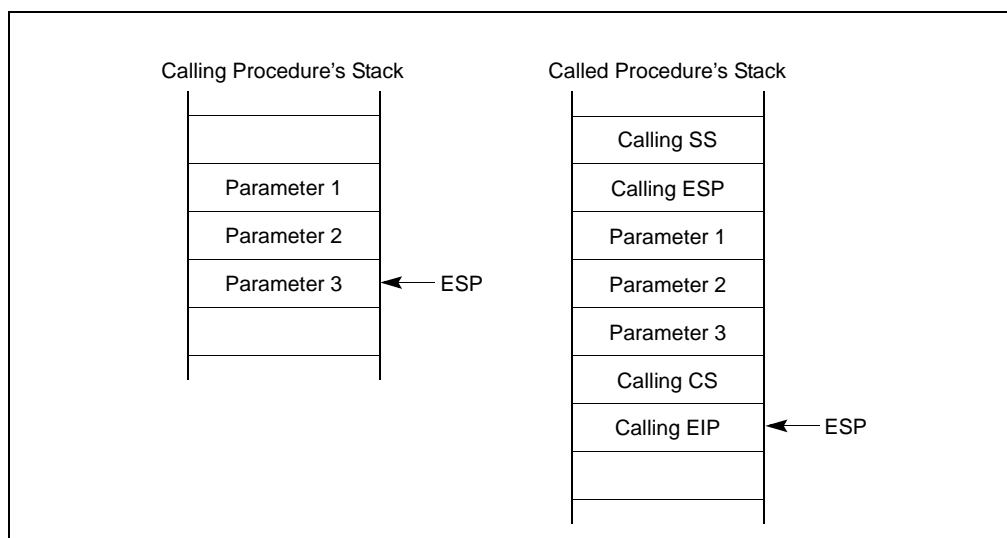 Calling Procedure's Stack
Parameter 1
Parameter 2
Parameter 3
ESP
Called Procedure's Stack
Calling SS
Calling ESP
Parameter 1
Parameter 2
Parameter 3
Calling CS
Calling EIP
ESP